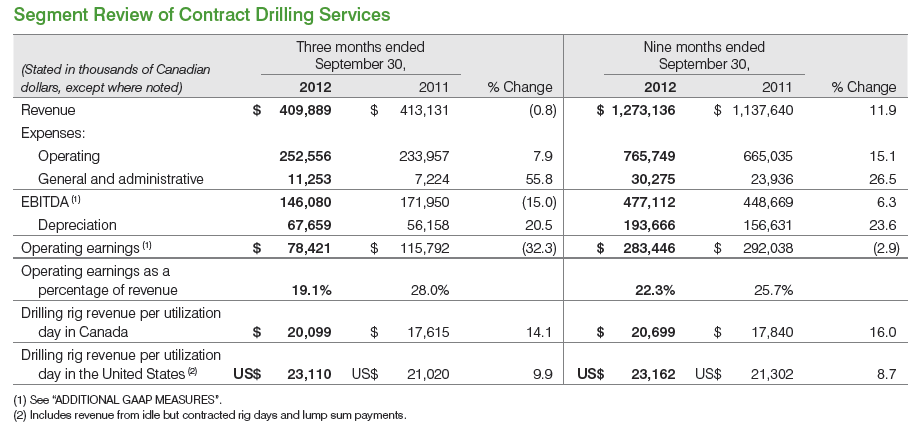 Segment Review of Contract Drilling Services
Three months ended Nine months ended
(Stated in thousands of Canadian September 30, September 30,
dollars, except where noted) 2012 2011 % Change 2012 2011 % Change
Revenue $ 409,889 $ 413,131 (0.8) $ 1,273,136 $ 1,137,640 11.9
Expenses:
Operating 252,556 233,957 7.9 765,749 665,035 15.1
General and administrative 11,253 7,224 55.8 30,275 23,936 26.5
EBITDA (1) 146,080 171,950 (15.0) 477,112 448,669 6.3
Depreciation 67,659 56,158 20.5 193,666 156,631 23.6
Operating earnings (1) $ 78,421 $ 115,792 (32.3) $ 283,446 $ 292,038 (2.9)
Operating earnings as a
percentage of revenue 19.1% 28.0% 22.3% 25.7%
Drilling rig revenue per utilization
day in Canada $ 20,099 $ 17,615 14.1 $ 20,699 $ 17,840 16.0
Drilling rig revenue per utilization
day in the United States (2) US$ 23,110 US$ 21,020 9.9 US$ 23,162 US$ 21,302 8.7
(1) See “ADDITIONAL GAAP MEASURES”.
(2) Includes revenue from idle but contracted rig days and lump sum payments.